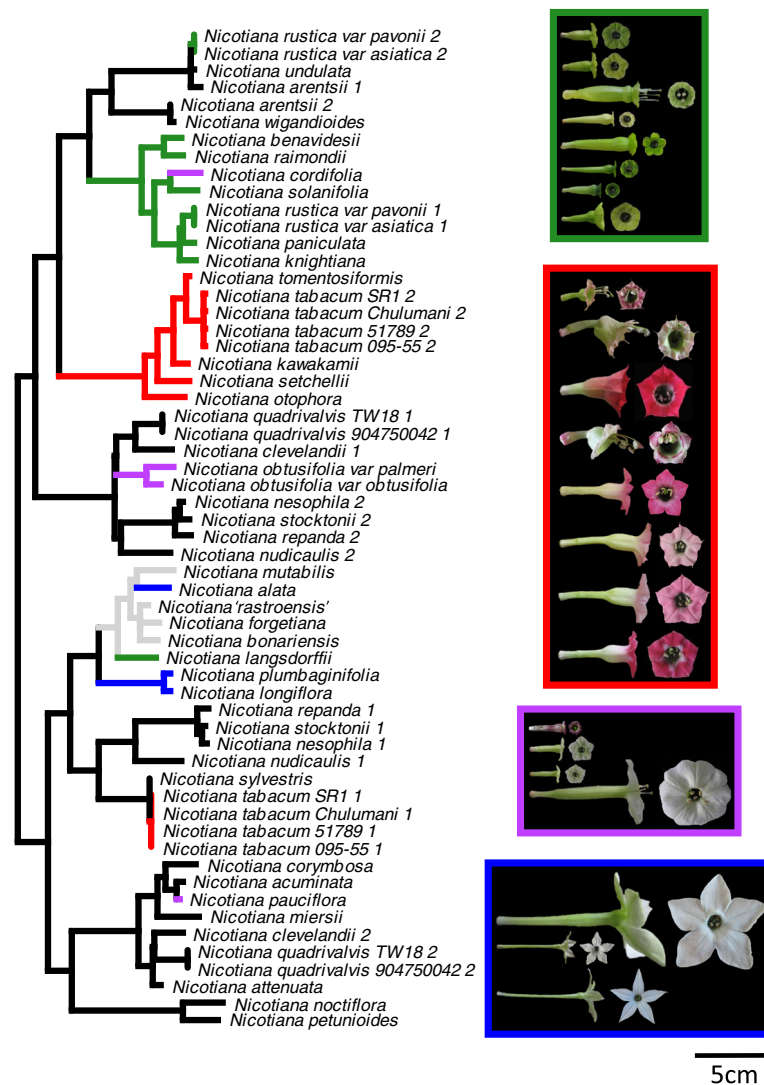 Nicotiana rustica var pavonii 2
Nicotiana rustica var asiatica 2
Nicotiana undulata
Nicotiana arentsii 1
Nicotiana arentsii 2
Nicotiana wigandioides
Nicotiana benavidesii
Nicotiana raimondii
Nicotiana cordifolia
Nicotiana solanifolia
Nicotiana rustica var pavonii 1
Nicotiana rustica var asiatica 1
Nicotiana paniculata
Nicotiana knightiana
Nicotiana tomentosiformis
Nicotiana tabacum SR1 2
Nicotiana tabacum Chulumani 2
Nicotiana tabacum 51789 2
Nicotiana tabacum 095-55 2
Nicotiana kawakamii
Nicotiana setchellii
Nicotiana otophora
Nicotiana quadrivalvis TW18 1
Nicotiana quadrivalvis 904750042 1
Nicotiana clevelandii 1
Nicotiana obtusifolia var palmeri
Nicotiana obtusifolia var obtusifolia
Nicotiana nesophila 2
Nicotiana stocktonii 2
Nicotiana repanda 2
Nicotiana nudicaulis 2
Nicotiana mutabilis
Nicotiana alata
Nicotiana'rastroensis'
Nicotiana forgetiana
Nicotiana bonariensis
Nicotiana langsdorffii
Nicotiana plumbaginifolia
Nicotiana longiflora
Nicotiana repanda 1
Nicotiana stocktonii 1
Nicotiana nesophila 1
Nicotiana nudicaulis 1
Nicotiana sylvestris
Nicotiana tabacum SR1 1
Nicotiana tabacum Chulumani 1
Nicotiana tabacum 51789 1
Nicotiana tabacum 095-55 1
Nicotiana corymbosa
Nicotiana acuminata
Nicotiana pauciflora
Nicotiana miersii
Nicotiana clevelandii 2
Nicotiana quadrivalvis TW18 2
Nicotiana quadrivalvis 904750042 2
Nicotiana attenuata
Nicotiana noctiflora
Nicotiana petunioides
5cm